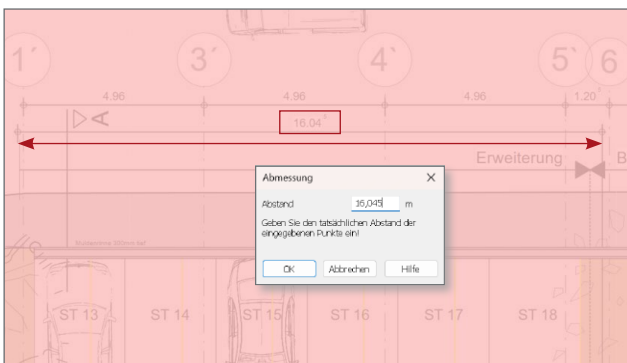 1´ 3´ 4` 5` 6
4.96 4.96 4.96 1.20
A
16.04⁵
Erweiterung B
Abmessung
Abstand 16,045 m
Geben Sie den tatsächlichen Abstand der
eingegebenen Punkte ein!
OK Abbrechen Hilfe
ST 13 ST 14 ST 15 ST 16 ST 17 ST 18